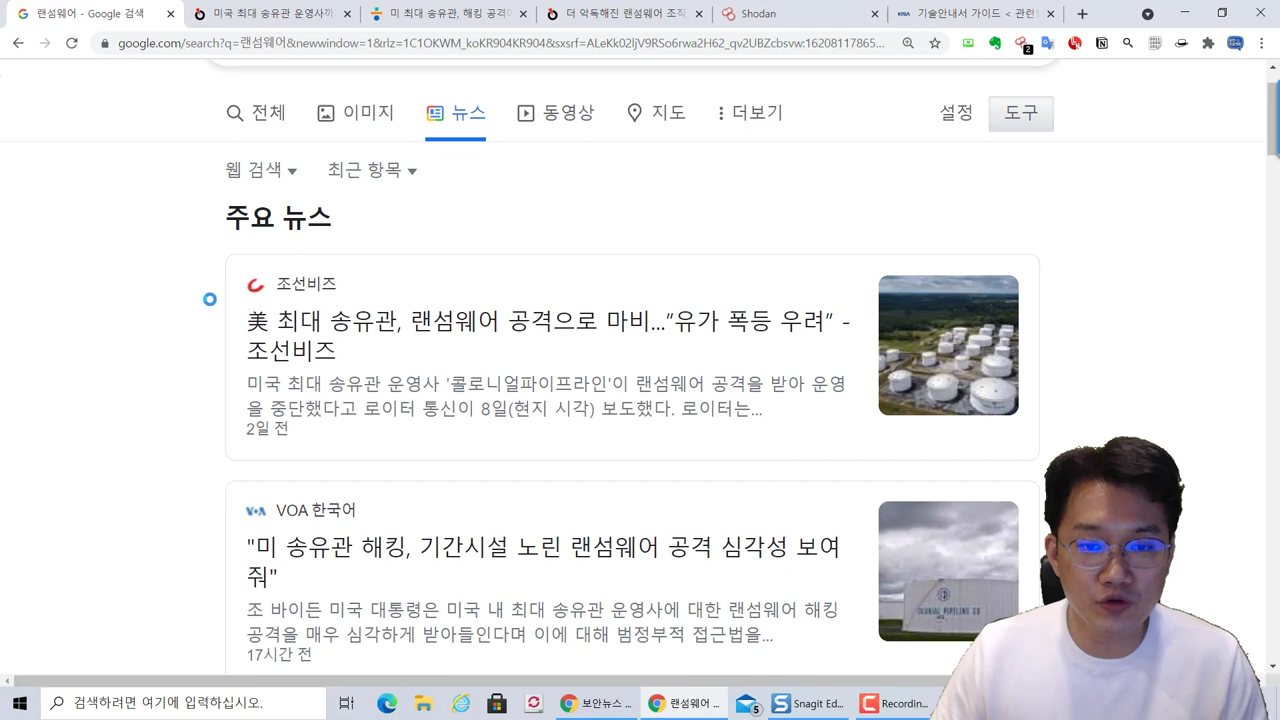 랜섬웨어 - Google 검색
미국 최대 송유관 운영사까
미 최대 송유관, 해킹 공격에
더 악독해진 랜섬웨어 조직
Shodan
기술안내서 가이드 < 관련
google.com/search?q=랜섬웨어&newwindow=1&rlz=1C1OKWM_koKR904KR904&sxsrf=ALeKk02IjV9RSo6rwa2H62_qv2UBZcbsvw:16208117865...
2
전체
이미지
뉴스
동영상
지도
더보기
설정
도구
웹 검색
최근 항목
주요 뉴스
조선비즈
美 최대 송유관, 랜섬웨어 공격으로 마비..."유가 폭등 우려" -
조선비즈
미국 최대 송유관 운영사 '콜로니얼파이프라인'이 랜섬웨어 공격을 받아 운영
을 중단했다고 로이터 통신이 8일(현지 시각) 보도했다. 로이터는...
2일 전
VOA 한국어
"미 송유관 해킹, 기간시설 노린 랜섬웨어 공격 심각성 보여
줘"
조 바이든 미국 대통령은 미국 내 최대 송유관 운영사에 대한 랜섬웨어 해킹
공격을 매우 심각하게 받아들인다며 이에 대해 범정부적 접근법을...
17시간 전
COLONIAL PIPELINE CO
검색하려면 여기에 입력하십시오.
보안뉴스 ...
랜섬웨어 ...
5
Snagit Ed...
Recordin...